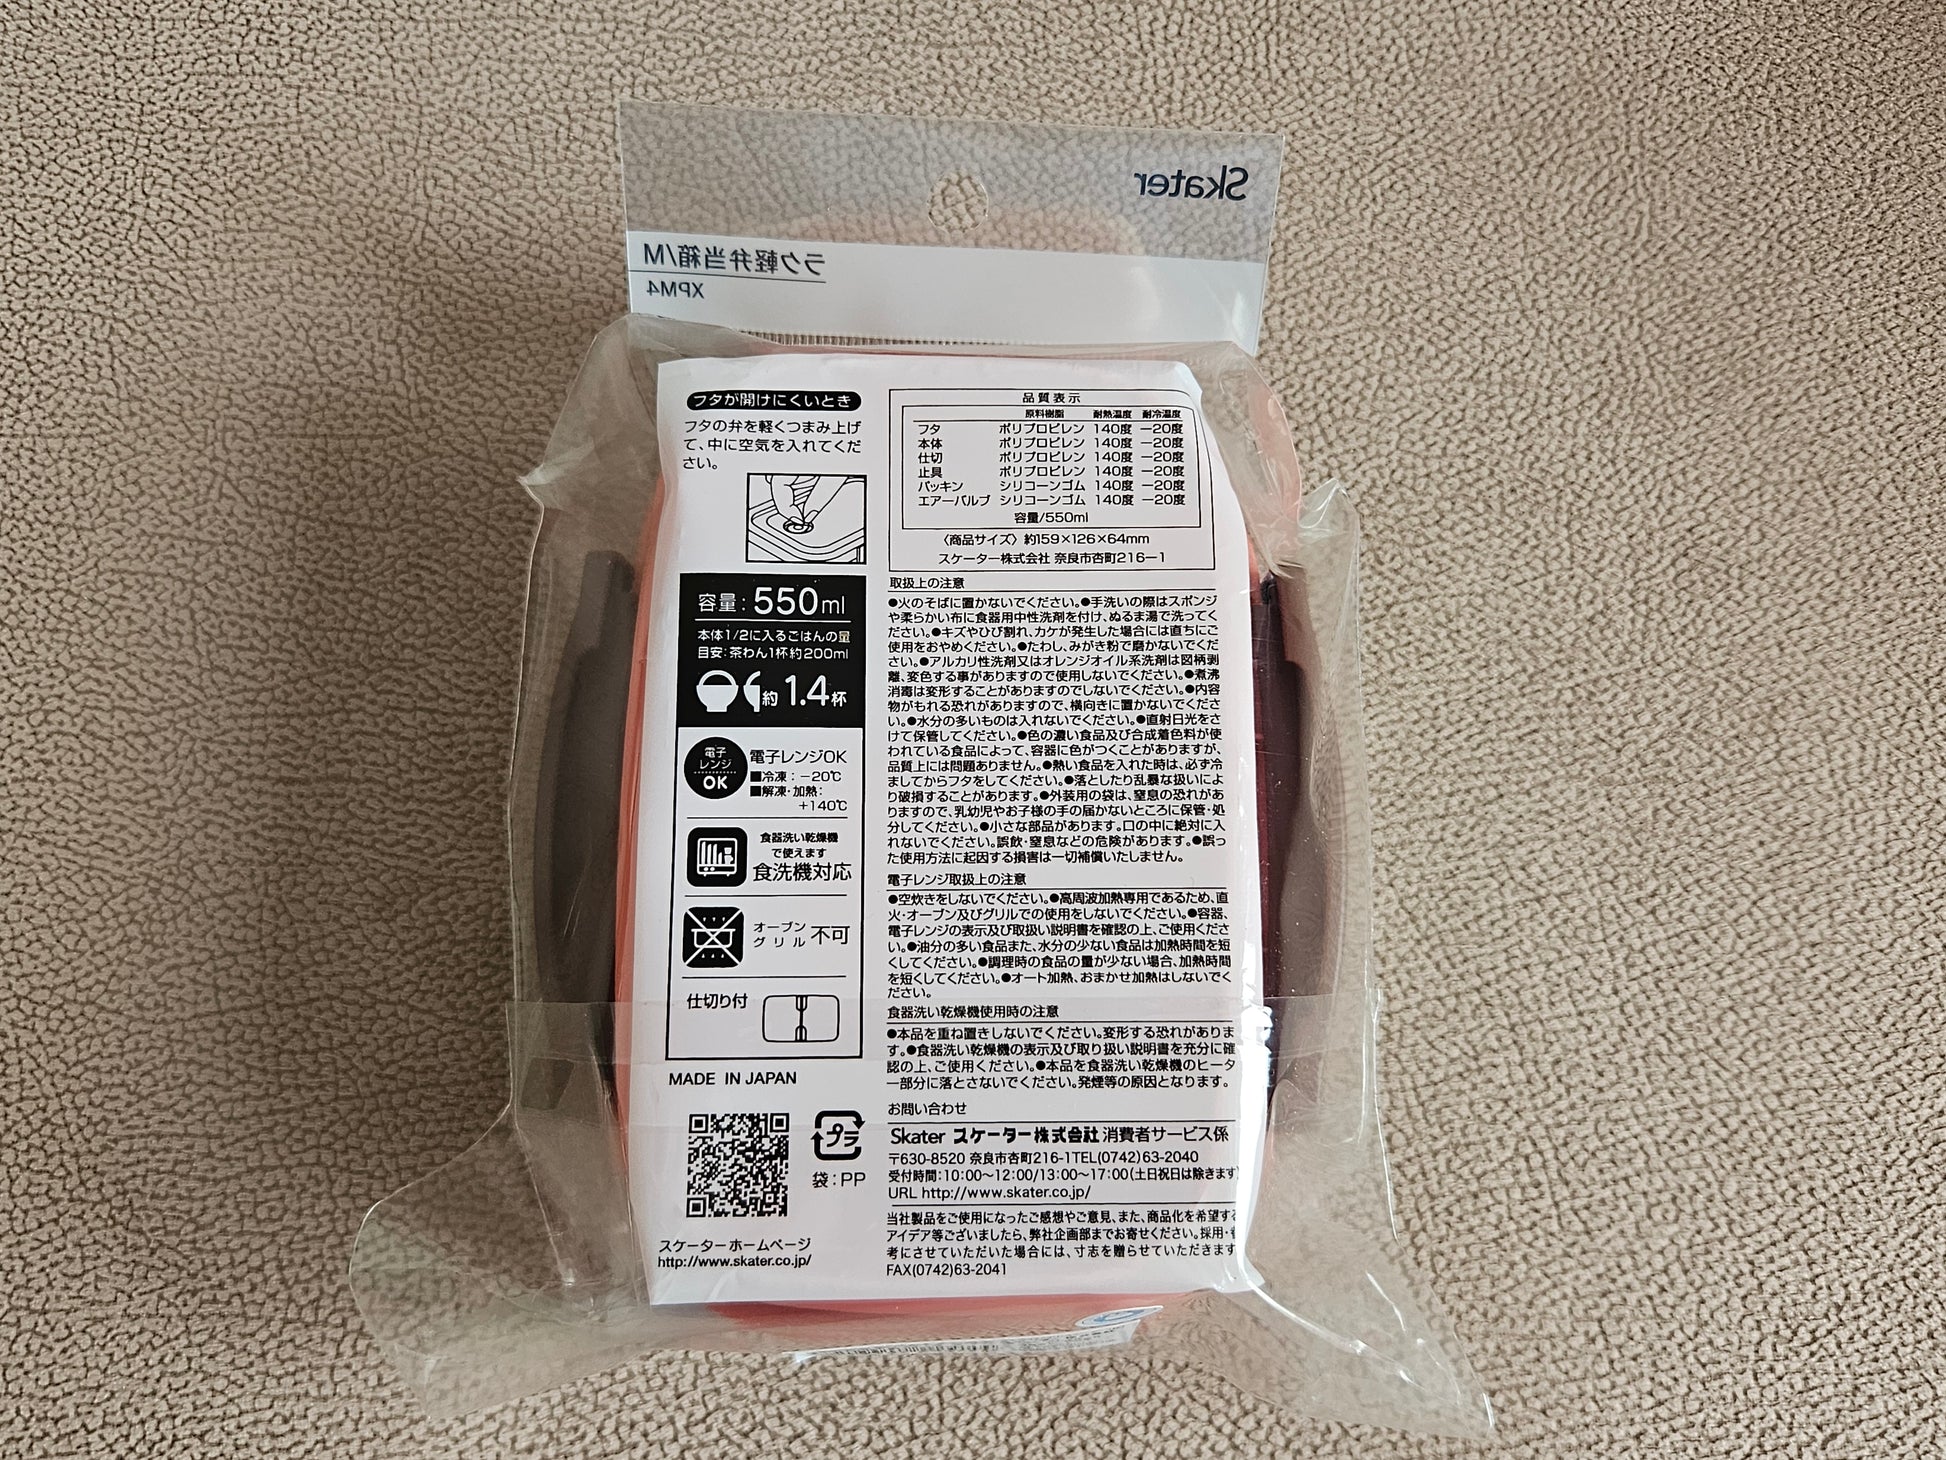 Skater
ラク軽弁当箱/M
XPM4
フタが開けにくいとき
フタの弁を軽くつまみ上げ
て、中に空気を入れてくだ
さい。
容量：550ml
本体1/2に入るごはんの量
目安：茶わん1杯約200ml
約1.4杯
電子
レンジ
OK
電子レンジOK
■冷凍：－20℃
■解凍・加熱：
＋140℃
食器洗い乾燥機
で使えます
食洗機対応
オーブン
グリル 不可
仕切り付
MADE IN JAPAN
プラ
袋：PP
スケーターホームページ
http://www.skater.co.jp/
品質表示
原料樹脂 耐熱温度 耐冷温度
フタ ポリプロピレン 140度 －20度
本体 ポリプロピレン 140度 －20度
仕切 ポリプロピレン 140度 －20度
止具 ポリプロピレン 140度 －20度
パッキン シリコーンゴム 140度 －20度
エアーバルブ シリコーンゴム 140度 －20度
容量/550ml
〈商品サイズ〉約159×126×64mm
スケーター株式会社 奈良市杏町216－1
取扱上の注意
●火のそばに置かないでください。●手洗いの際はスポンジ
や柔らかい布に食器用中性洗剤を付け、ぬるま湯で洗ってく
ださい。●キズやひび割れ、カケが発生した場合には直ちにご
使用をおやめください。●たわし、みがき粉で磨かないでくだ
さい。●アルカリ性洗剤又はオレンジオイル系洗剤は図柄剥
離、変色する事がありますので使用しないでください。●煮沸
消毒は変形することがありますのでしないでください。●内容
物がもれる恐れがありますので、横向きに置かないでくださ
い。●水分の多いものは入れないでください。●直射日光をさ
けて保管してください。●色の濃い食品及び合成着色料が使
われている食品によって、容器に色がつくことがありますが、
品質上には問題ありません。●熱い食品を入れた時は、必ず冷
ましてからフタをしてください。●落としたり乱暴な扱いによ
り破損することがあります。●外装用の袋は、窒息の恐れがあ
りますので、乳幼児やお子様の手の届かないところに保管・処
分してください。●小さな部品があります。口の中に絶対に入
れないでください。誤飲・窒息などの危険があります。●誤っ
た使用方法に起因する損害は一切補償いたしません。
電子レンジ取扱上の注意
●空炊きをしないでください。●高周波加熱専用であるため、直
火・オーブン及びグリルでの使用をしないでください。●容器、
電子レンジの表示及び取扱い説明書を確認の上、ご使用くださ
い。●油分の多い食品また、水分の少ない食品は加熱時間を短
くしてください。●調理時の食品の量が少ない場合、加熱時間
を短くしてください。●オート加熱、おまかせ加熱はしないでく
ださい。
食器洗い乾燥機使用時の注意
●本品を重ね置きしないでください。変形する恐れがありま
す。●食器洗い乾燥機の表示及び取り扱い説明書を充分に確
認の上、ご使用ください。●本品を食器洗い乾燥機のヒータ
ー部分に落とさないでください。発煙等の原因となります。
お問い合わせ
Skater スケーター株式会社 消費者サービス係
〒630-8520 奈良市杏町216-1TEL(0742)63-2040
受付時間：10:00～12:00/13:00～17:00(土日祝日は除きます
URL http://www.skater.co.jp/
当社製品をご使用になったご感想やご意見、また、商品化を希望する
アイデア等ございましたら、弊社企画部までお寄せください。採用・
考にさせていただいた場合には、寸志を贈らせていただきます
FAX(0742)63-2041